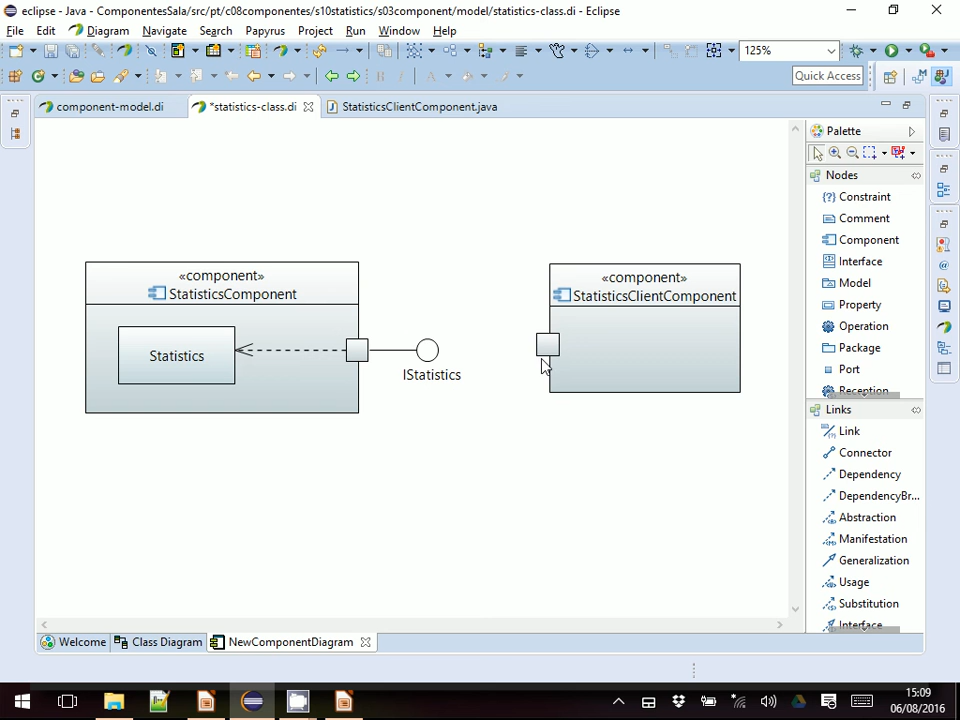 eclipse - Java - ComponentesSala/src/pt/c08componentes/s10statistics/s03component/model/statistics-class.di - Eclipse
File Edit Diagram Navigate Search Papyrus Project Run Window Help
125%
Quick Access
component-model.di
*statistics-class.di
StatisticsClientComponent.java
Palette
Nodes
{?} Constraint
Comment
Component
Interface
Model
Property
Operation
Package
Port
Reception
Links
Link
Connector
Dependency
DependencyBr...
Abstraction
Manifestation
Generalization
Usage
Substitution
Interface
«component»
StatisticsComponent
Statistics
IStatistics
«component»
StatisticsClientComponent
Welcome
Class Diagram
NewComponentDiagram
15:09
06/08/2016